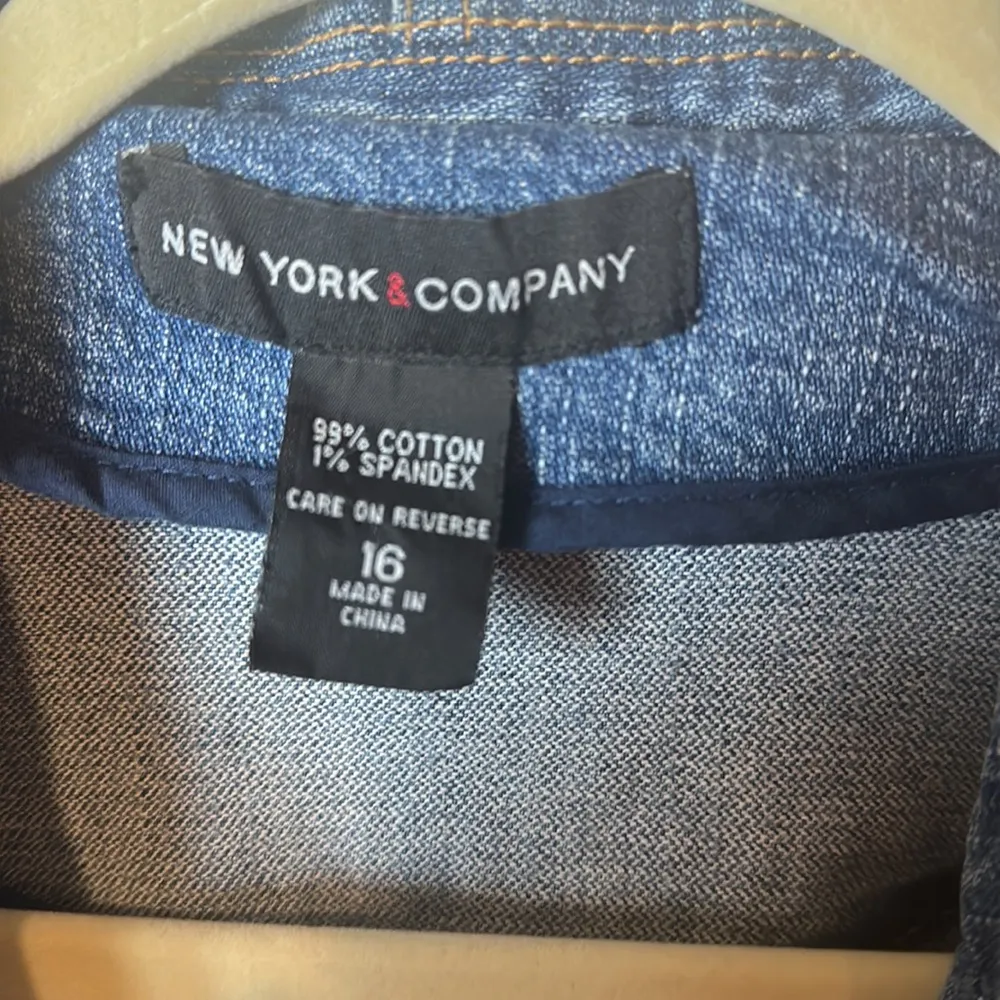 NEW YORK & COMPANY
99% COTTON
1% SPANDEX
CARE ON REVERSE
16
MADE IN
CHINA